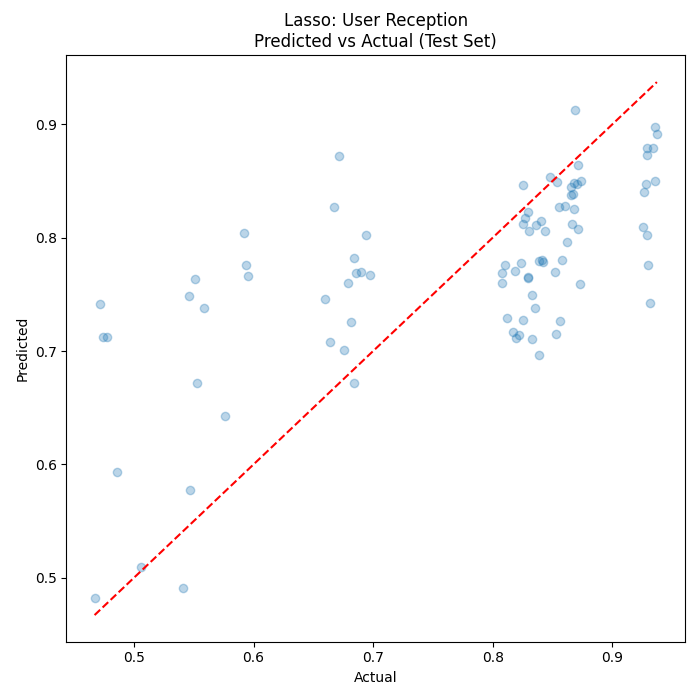 Lasso: User Reception
Predicted vs Actual (Test Set)
Predicted
0.9
0.8
0.7
0.6
0.5
0.5 0.6 0.7 0.8 0.9
Actual